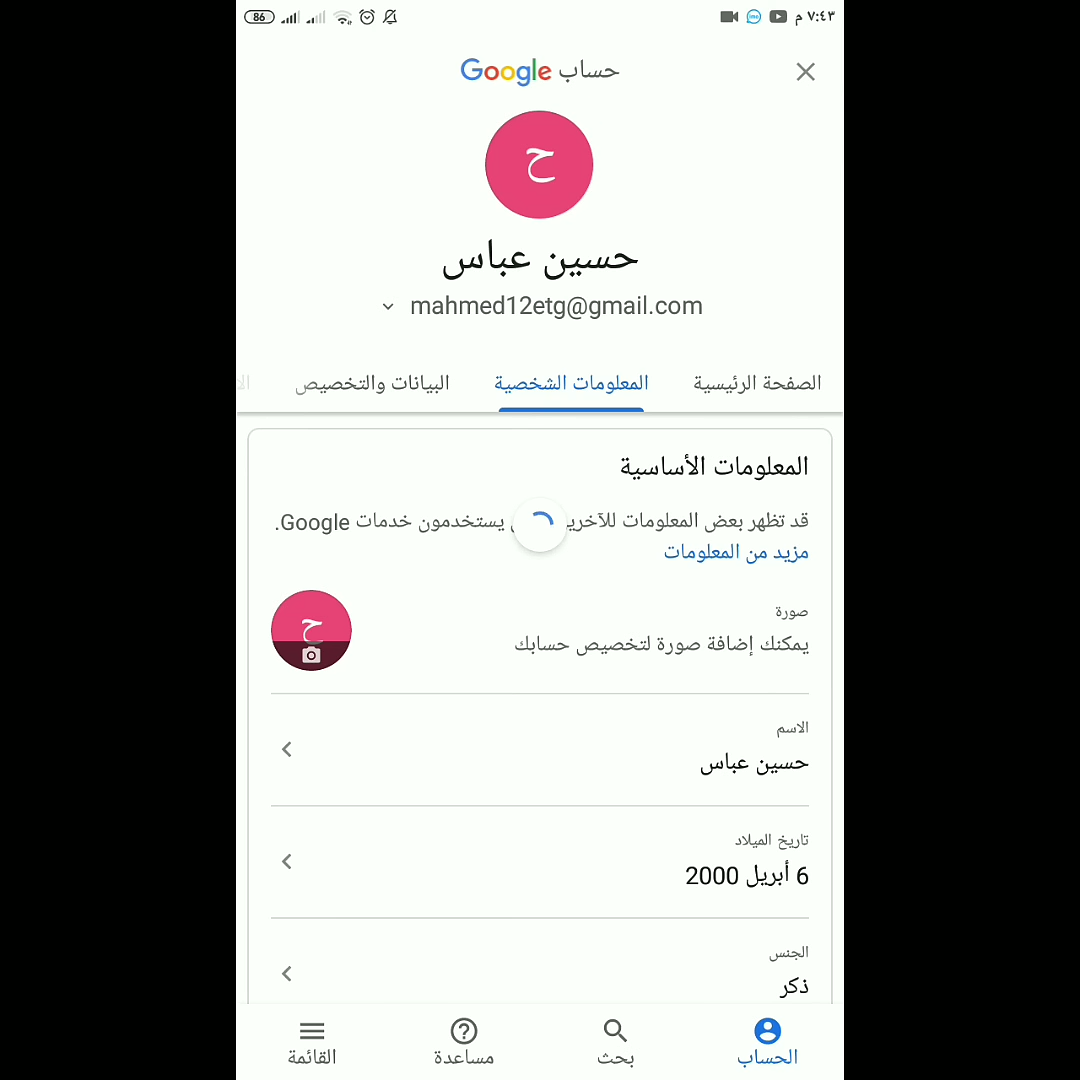 86
٧:٤٣ م
حساب Google
ح
حسين عباس
mahmed12etg@gmail.com
الصفحة الرئيسية
المعلومات الشخصية
البيانات والتخصيص
المعلومات الأساسية
قد تظهر بعض المعلومات للآخرين يستخدمون خدمات Google.
مزيد من المعلومات
صورة
يمكنك إضافة صورة لتخصيص حسابك
ح
الاسم
حسين عباس
تاريخ الميلاد
6 أبريل 2000
الجنس
ذكر
الحساب
بحث
مساعدة
القائمة